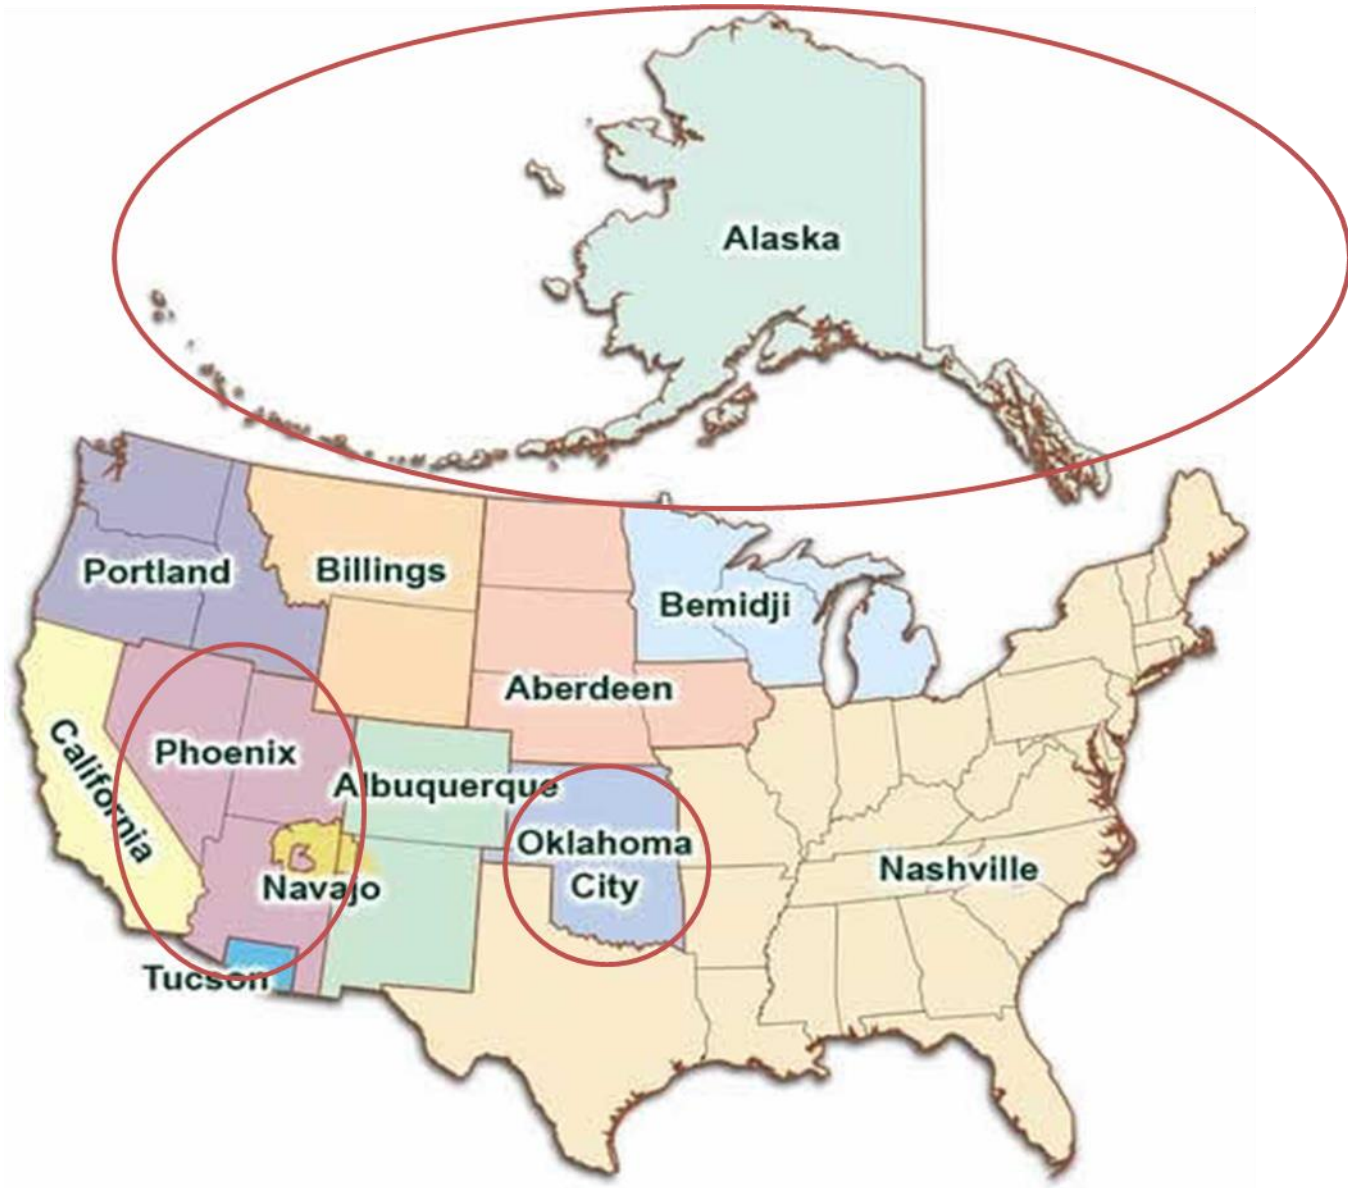 Alaska
Portland
Billings
Bemidji
Aberdeen
California
Phoenix
Albuquerque
Oklahoma
City
Nashville
Navajo
Tucson